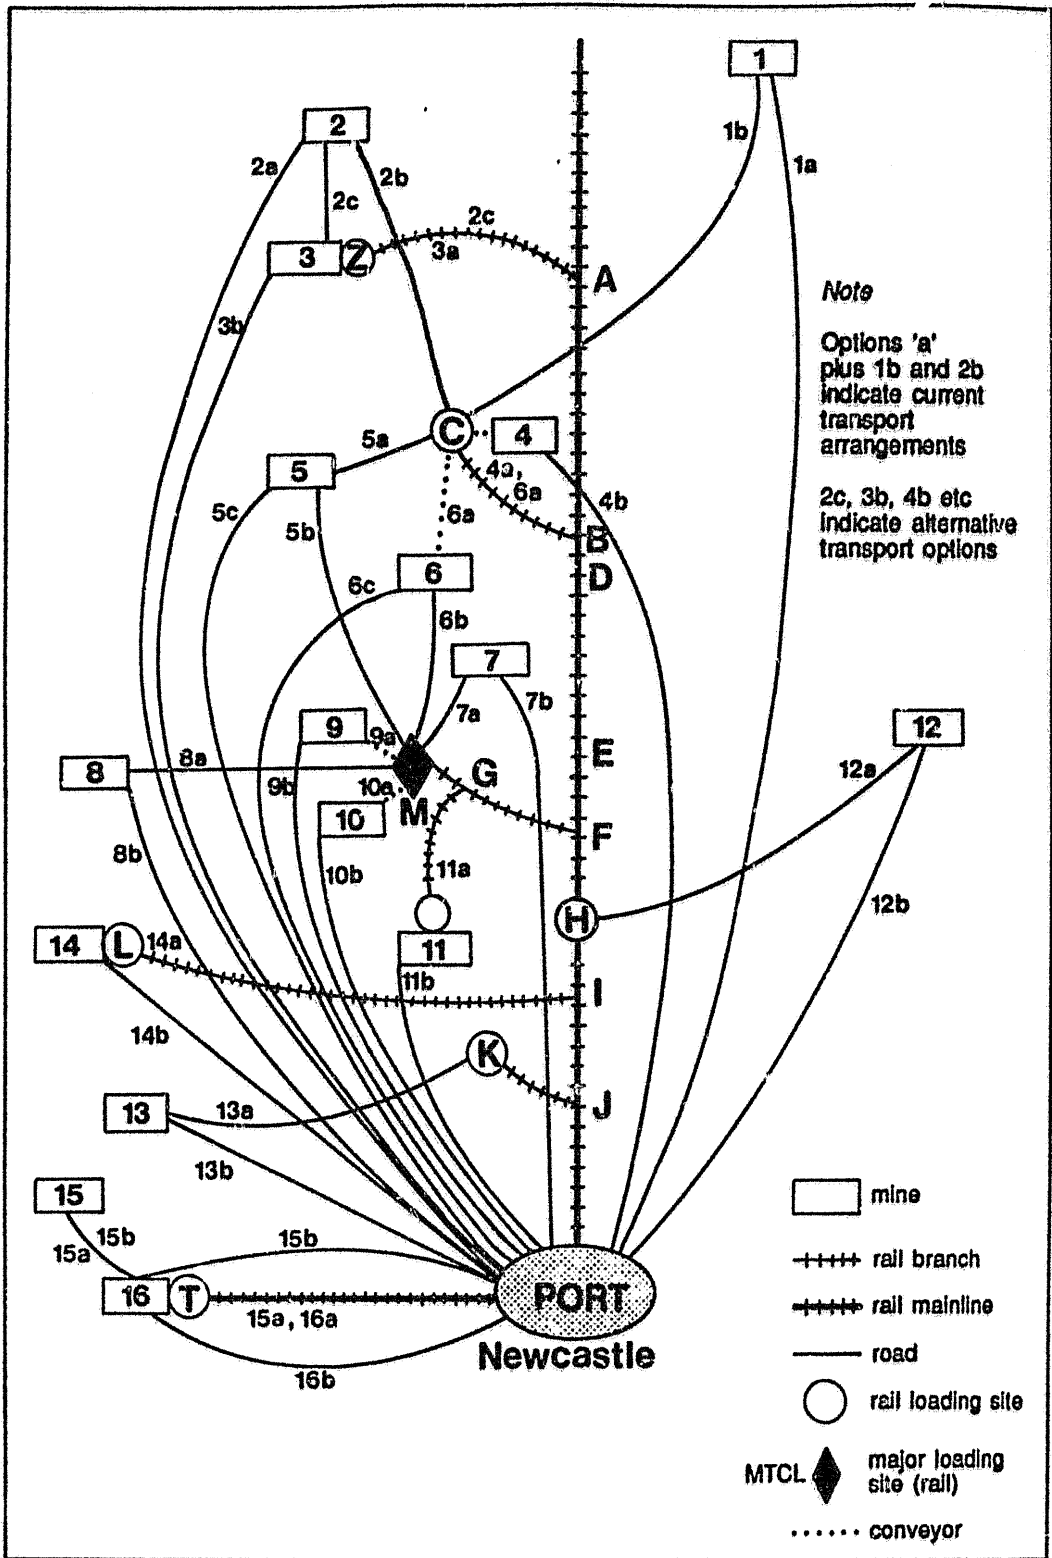 1
1b
1a
2
2a
2b
2c
2c
3
Z
3a
A
3b
Note
Options 'a'
plus 1b and 2b
indicate current
transport
arrangements
2c, 3b, 4b etc
indicate alternative
transport options
C
4
5a
5
4a,
6a
4b
5c
5b
6a
B
D
6
6c
6b
7
7a
7b
9
9a
12
E
8
8a
G
12a
9b
10a
M
10
F
8b
10b
11a
12b
H
14
L
14a
11
11b
I
14b
K
13
13a
J
13b
15
mine
15b
15b
15a
rail branch
16
T
PORT
15a, 16a
rail mainline
Newcastle
road
16b
rail loading site
MTCL
major loading
site (rail)
conveyor